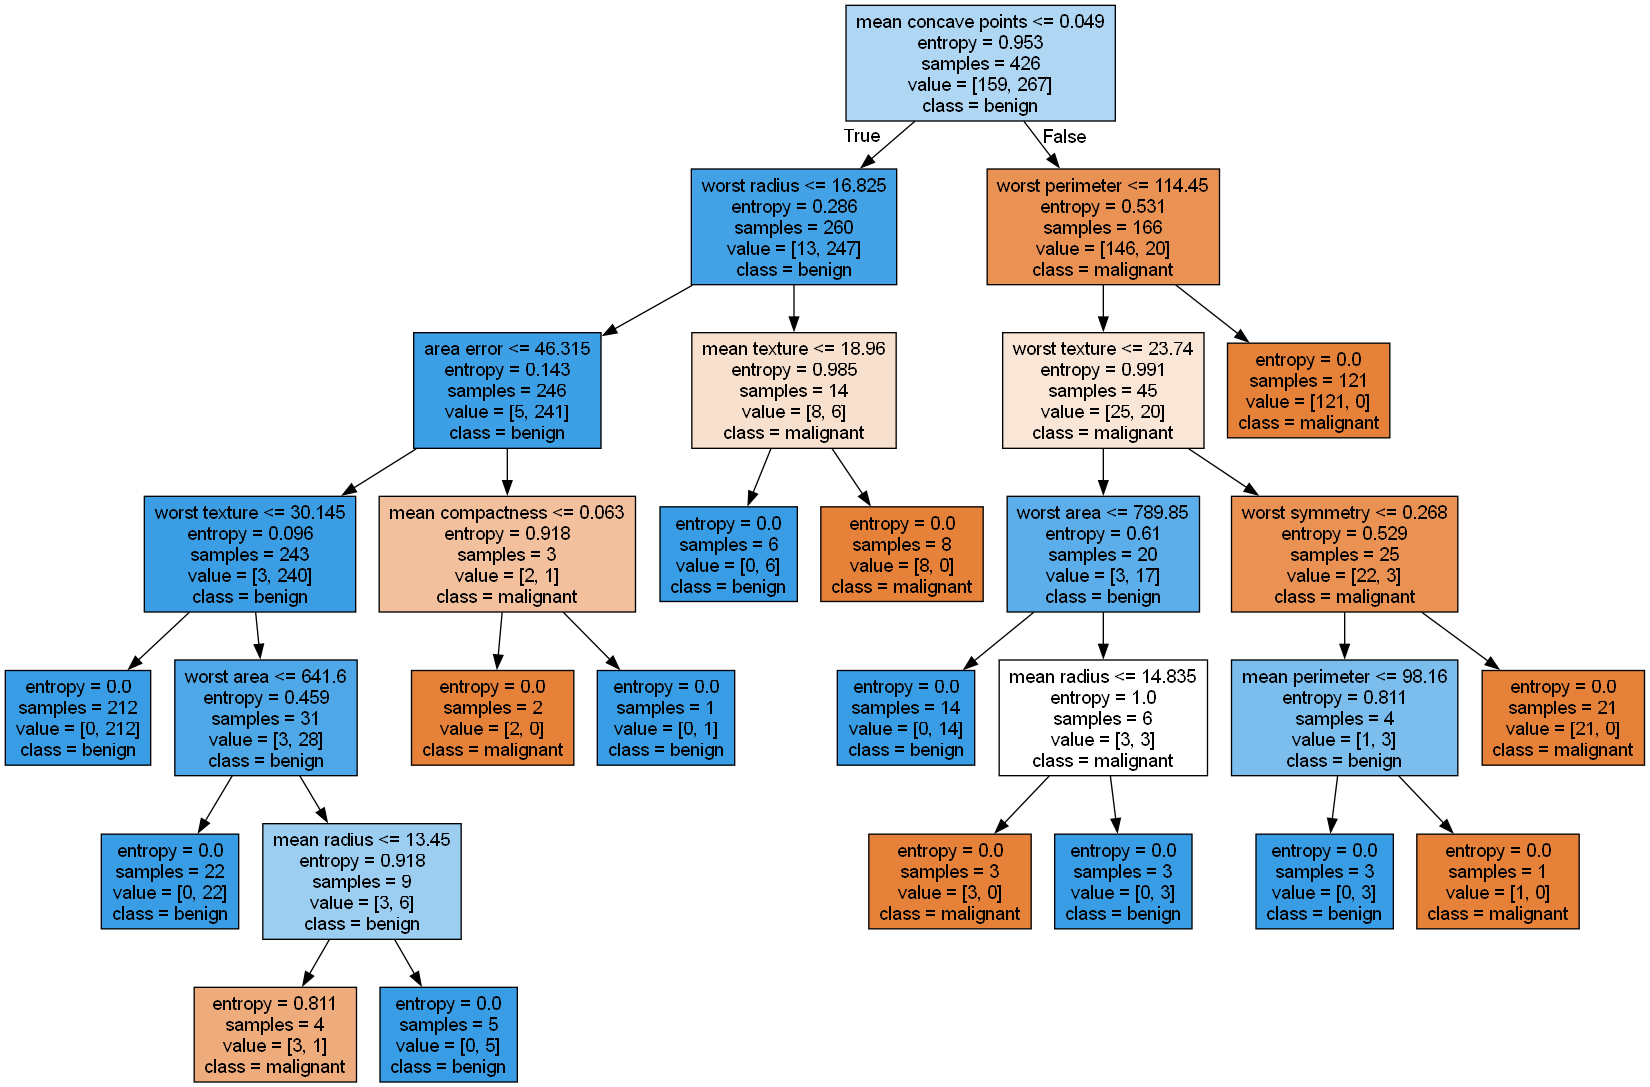 mean concave points <= 0.049
entropy = 0.953
samples = 426
value = [159, 267]
class = benign
True
False
worst radius <= 16.825
entropy = 0.286
samples = 260
value = [13, 247]
class = benign
worst perimeter <= 114.45
entropy = 0.531
samples = 166
value = [146, 20]
class = malignant
area error <= 46.315
entropy = 0.143
samples = 246
value = [5, 241]
class = benign
mean texture <= 18.96
entropy = 0.985
samples = 14
value = [8, 6]
class = malignant
worst texture <= 23.74
entropy = 0.991
samples = 45
value = [25, 20]
class = malignant
entropy = 0.0
samples = 121
value = [121, 0]
class = malignant
worst texture <= 30.145
entropy = 0.096
samples = 243
value = [3, 240]
class = benign
mean compactness <= 0.063
entropy = 0.918
samples = 3
value = [2, 1]
class = malignant
entropy = 0.0
samples = 6
value = [0, 6]
class = benign
entropy = 0.0
samples = 8
value = [8, 0]
class = malignant
worst area <= 789.85
entropy = 0.61
samples = 20
value = [3, 17]
class = benign
worst symmetry <= 0.268
entropy = 0.529
samples = 25
value = [22, 3]
class = malignant
entropy = 0.0
samples = 212
value = [0, 212]
class = benign
worst area <= 641.6
entropy = 0.459
samples = 31
value = [3, 28]
class = benign
entropy = 0.0
samples = 2
value = [2, 0]
class = malignant
entropy = 0.0
samples = 1
value = [0, 1]
class = benign
entropy = 0.0
samples = 14
value = [0, 14]
class = benign
mean radius <= 14.835
entropy = 1.0
samples = 6
value = [3, 3]
class = malignant
mean perimeter <= 98.16
entropy = 0.811
samples = 4
value = [1, 3]
class = benign
entropy = 0.0
samples = 21
value = [21, 0]
class = malignant
entropy = 0.0
samples = 22
value = [0, 22]
class = benign
mean radius <= 13.45
entropy = 0.918
samples = 9
value = [3, 6]
class = benign
entropy = 0.0
samples = 3
value = [3, 0]
class = malignant
entropy = 0.0
samples = 3
value = [0, 3]
class = benign
entropy = 0.0
samples = 3
value = [0, 3]
class = benign
entropy = 0.0
samples = 1
value = [1, 0]
class = malignant
entropy = 0.811
samples = 4
value = [3, 1]
class = malignant
entropy = 0.0
samples = 5
value = [0, 5]
class = benign